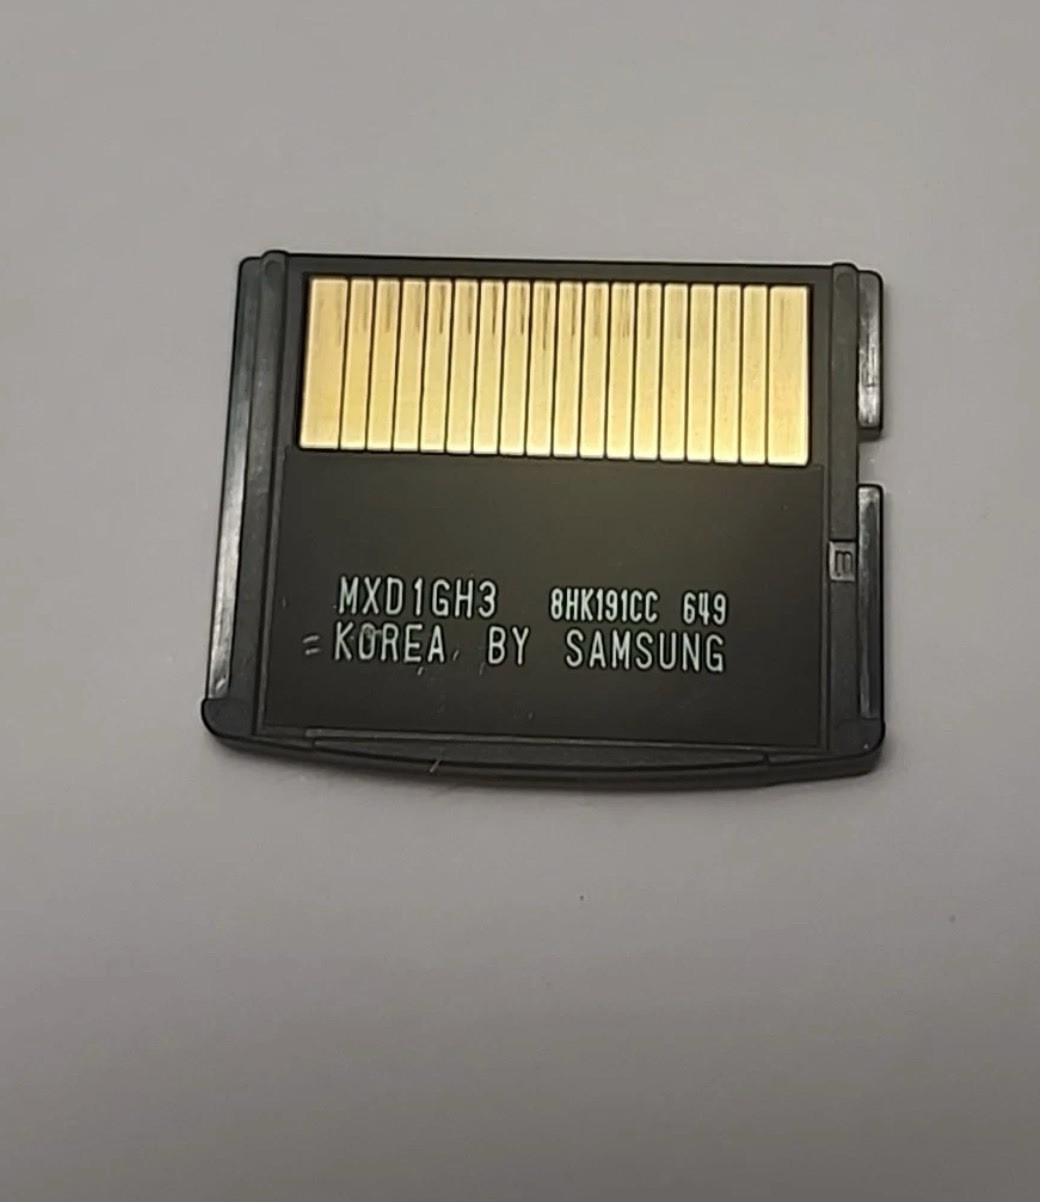 MXD1GH3 8HK191CC 649
KOREA BY SAMSUNG